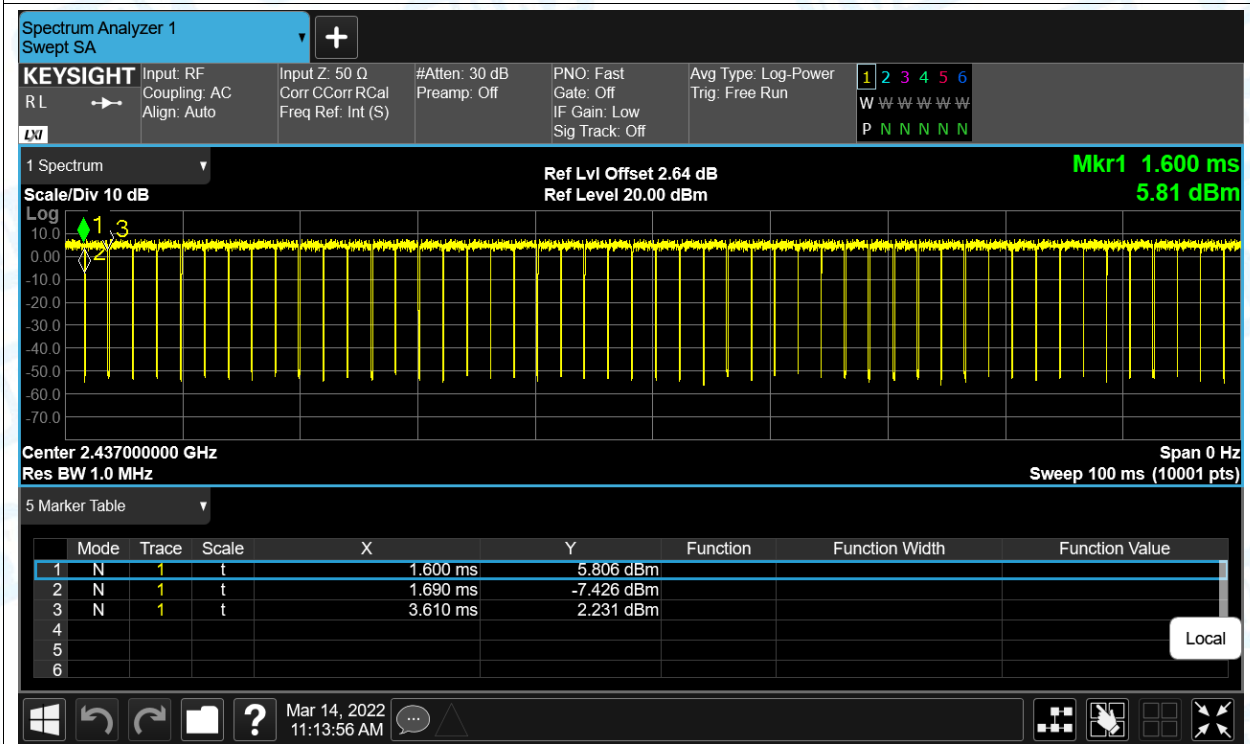 Spectrum Analyzer 1
Swept SA
KEYSIGHT
RL
LXI
Input: RF
Coupling: AC
Align: Auto
Input Z: 50 Ω
Corr CCorr RCal
Freq Ref: Int (S)
#Atten: 30 dB
Preamp: Off
PNO: Fast
Gate: Off
IF Gain: Low
Sig Track: Off
Avg Type: Log-Power
Trig: Free Run
1 2 3 4 5 6
W W W W W W
P N N N N N
1 Spectrum
Scale/Div 10 dB
Ref Lvl Offset 2.64 dB
Ref Level 20.00 dBm
Mkr1 1.600 ms
5.81 dBm
Log
10.0
0.00
-10.0
-20.0
-30.0
-40.0
-50.0
-60.0
-70.0
1
2
3
Center 2.437000000 GHz
Res BW 1.0 MHz
Span 0 Hz
Sweep 100 ms (10001 pts)
5 Marker Table
Mode Trace Scale X Y Function Function Width Function Value
1 N 1 t 1.600 ms 5.806 dBm
2 N 1 t 1.690 ms -7.426 dBm
3 N 1 t 3.610 ms 2.231 dBm
4
5
6
Local
?
Mar 14, 2022
11:13:56 AM